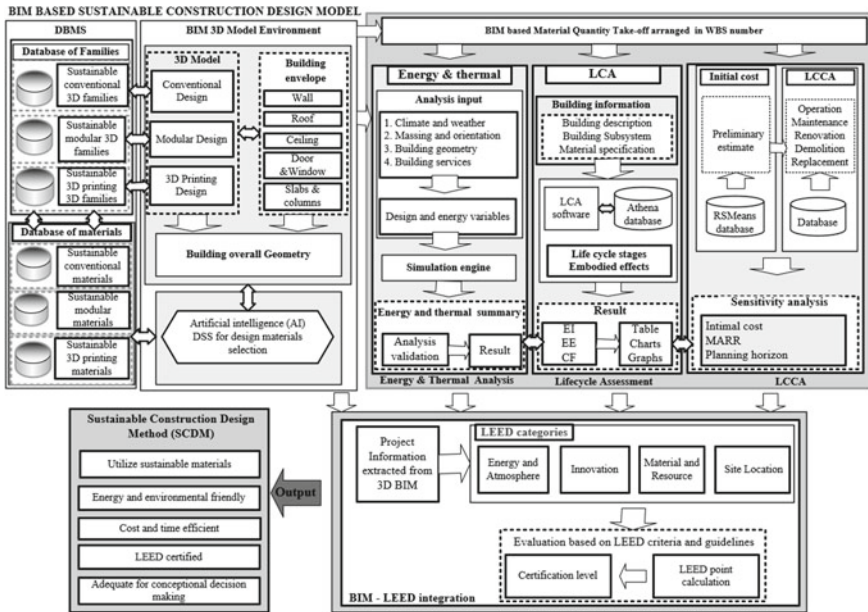 BIM BASED SUSTAINABLE CONSTRUCTION DESIGN MODEL
DBMS
Database of Families
Sustainable
conventional
3D families
Sustainable
modular 3D
families
Sustainable
3D printing
3D families
Database of materials
Sustainable
conventional
materials
Sustainable
modular
materials
Sustainable
3D printing
materials
BIM 3D Model Environment
3D Model
Conventional
Design
Modular Design
3D Printing
Design
Building
envelope
Wall
Roof
Ceiling
Door
&Window
Slabs &
columns
Building overall Geometry
Artificial intelligence (AI)
DSS for design materials
selection
BIM based Material Quantity Take-off arranged in WBS number
Energy & thermal
Analysis input
1. Climate and weather
2. Massing and orientation
3. Building geometry
4. Building services
Design and energy variables
Simulation engine
Energy and thermal summary
Analysis
validation
Result
Energy & Thermal Analysis
LCA
Building information
Building description
Building Subsystem
Material specification
LCA
software
Athena
database
Life cycle stages
Embodied effects
Result
EI
EE
CF
Table
Charts
Graphs
Lifecycle Assessment
Initial cost
Preliminary
estimate
RSMeans
database
LCCA
Operation
Maintenance
Renovation
Demolition
Replacement
Database
Sensitivity analysis
Intimal cost
MARR
Planning horizon
LCCA
Sustainable Construction Design
Method (SCDM)
Utilize sustainable materials
Energy and environmental friendly
Cost and time efficient
LEED certified
Adequate for conceptional decision
making
Output
Project
Information
extracted from
3D BIM
LEED categories
Energy and
Atmosphere
Innovation
Material and
Resource
Site Location
Evaluation based on LEED criteria and guidelines
Certification level
LEED point
calculation
BIM - LEED integration